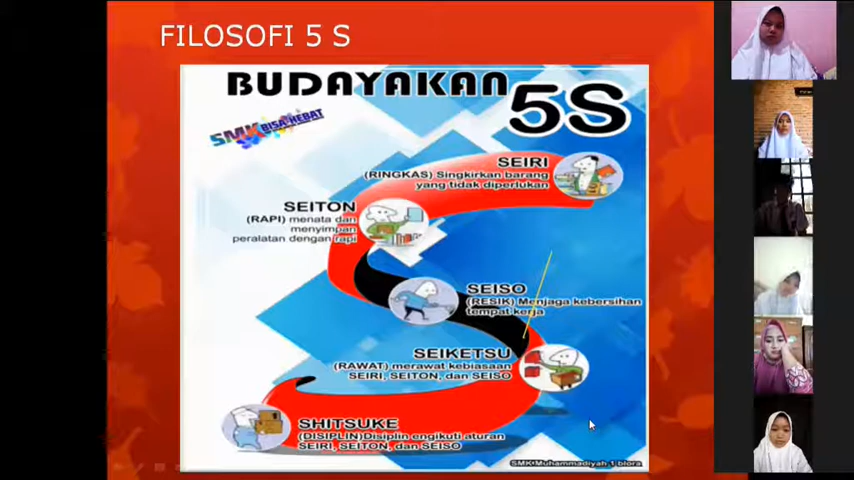 FILOSOFI 5 S
BUDAYAKAN
5S
SMK BISA-HEBAT
SEIRI
(RINGKAS) Singkirkan barang
yang tidak diperlukan
SEITON
(RAPI) menata dan
menyimpan
peralatan dengan rapi
SEISO
(RESIK) Menjaga kebersihan
tempat kerja
SEIKETSU
(RAWAT) merawat kebiasaan
SEIRI, SEITON, dan SEISO
SHITSUKE
(DISIPLIN)Disiplin engikuti aturan
SEIRI, SEITON, dan SEISO
SMK Muhammadiyah 1 blora